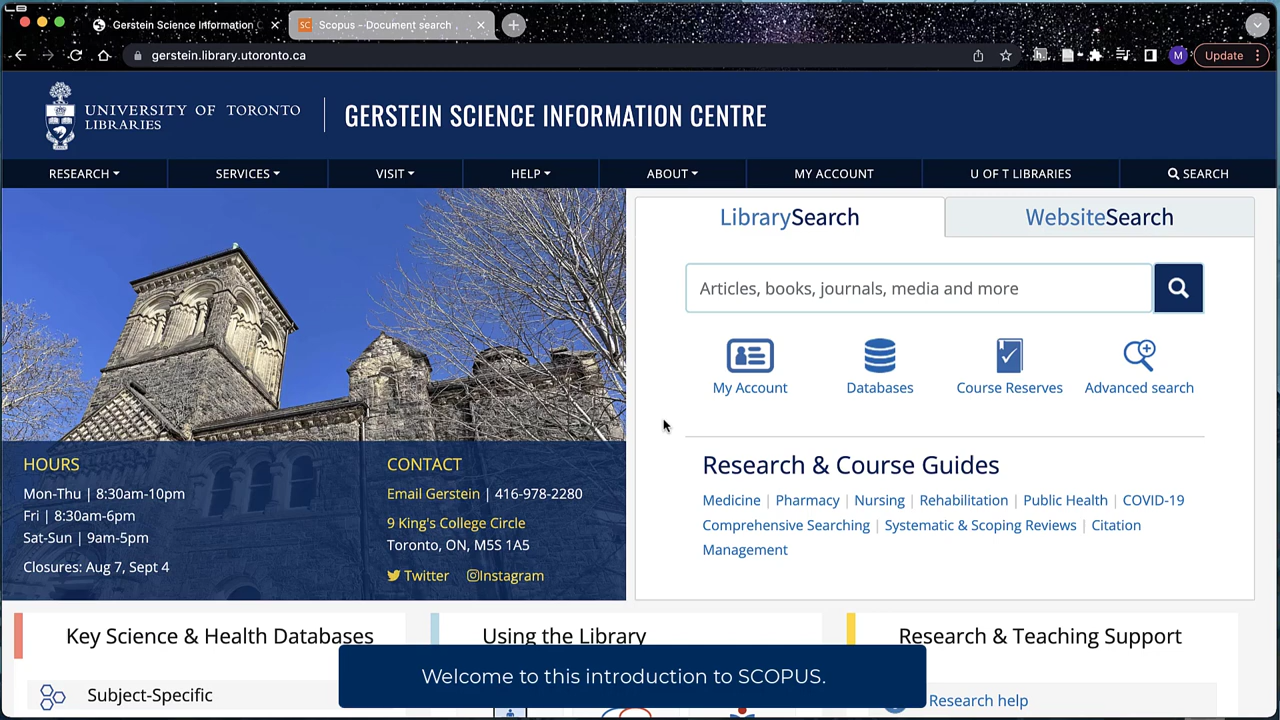 Gerstein Science Information
SC
Scopus - Document search
gerstein.library.utoronto.ca
M
Update
UNIVERSITY OF TORONTO
LIBRARIES
GERSTEIN SCIENCE INFORMATION CENTRE
RESEARCH
SERVICES
VISIT
HELP
ABOUT
MY ACCOUNT
U OF T LIBRARIES
SEARCH
LibrarySearch
WebsiteSearch
Articles, books, journals, media and more
My Account
Databases
Course Reserves
Advanced search
HOURS
Mon-Thu | 8:30am-10pm
Fri | 8:30am-6pm
Sat-Sun | 9am-5pm
Closures: Aug 7, Sept 4
CONTACT
Email Gerstein | 416-978-2280
9 King's College Circle
Toronto, ON, M5S 1A5
Twitter
Instagram
Research & Course Guides
Medicine | Pharmacy | Nursing | Rehabilitation | Public Health | COVID-19
Comprehensive Searching | Systematic & Scoping Reviews | Citation
Management
Key Science & Health Databases
Using the Library
Research & Teaching Support
Subject-Specific
Research help
Welcome to this introduction to SCOPUS.